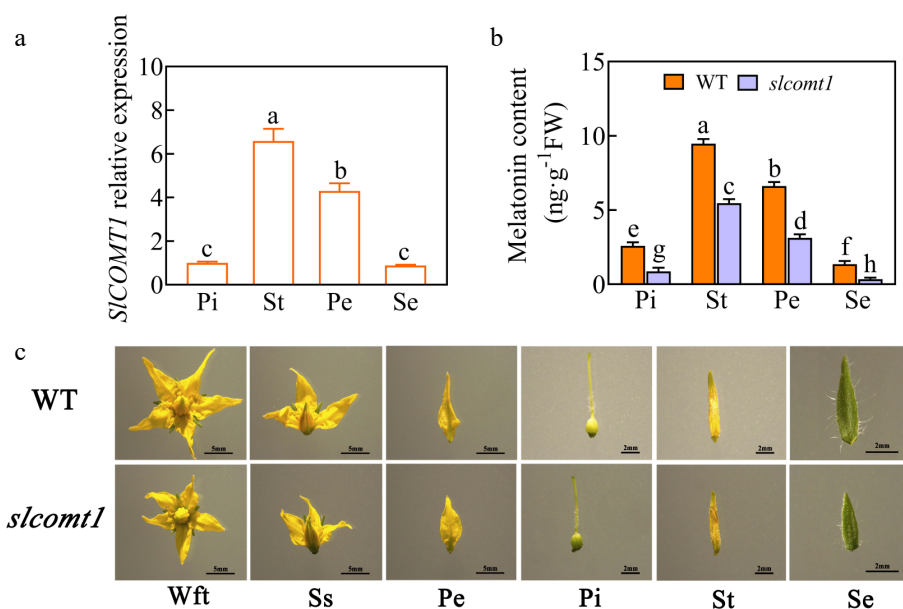 a
SlCOMT1 relative expression
10
8
6
4
2
0
c
a
b
c
Pi St Pe Se
b
Melatonin content
(ng·g⁻¹FW)
15
10
5
0
WT slcomt1
e
g
a
c
b
d
f
h
Pi St Pe Se
c
WT
5mm 5mm 5mm 2mm 2mm 2mm
slcomt1
5mm 5mm 5mm 2mm 2mm 2mm
Wft Ss Pe Pi St Se